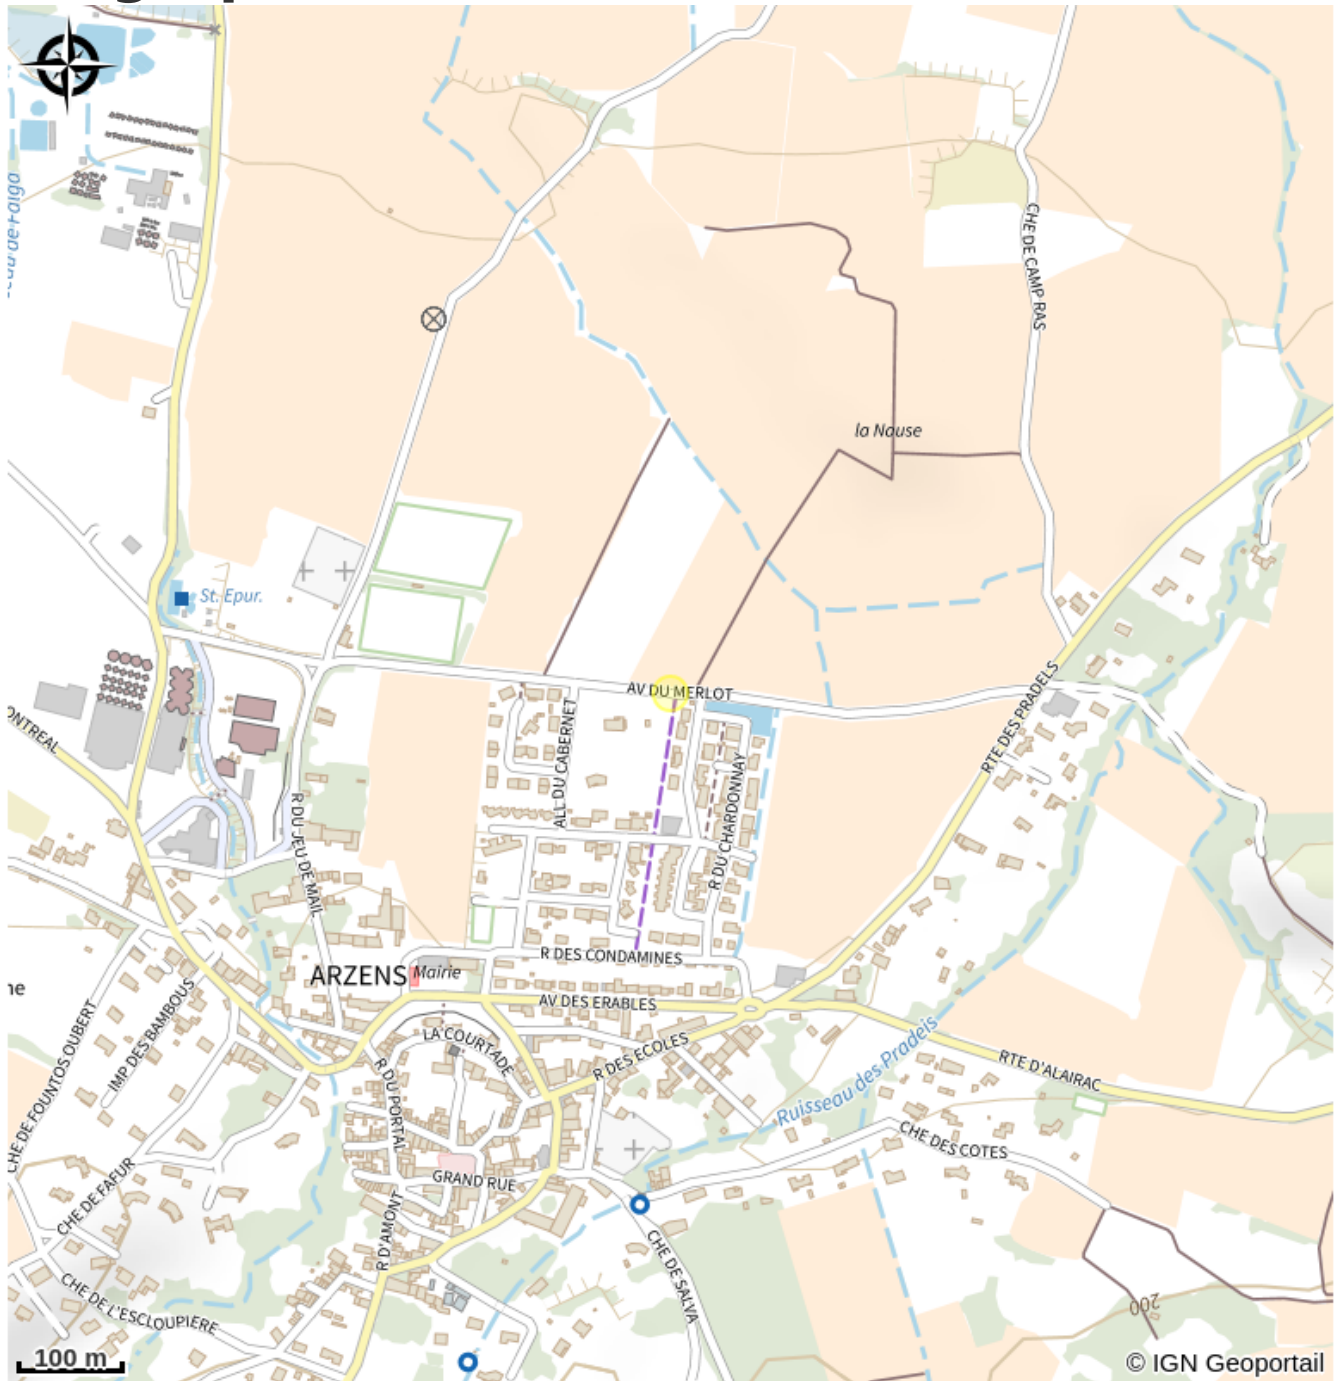 CHE DE CAMP RAS
la Nouse
St. Epur.
AV DU MERLOT
ALL DU CABERNET
R DU CHARDONNAY
RTE DES PRADELS
R DU JEU DE MAIL
R DES CONDAMINES
ARZENS
Mairie
AV DES ERABLES
LA COURTADE
R DES ECOLES
Ruisseau des Pradels
RTE D'ALAIRAC
IMP DES BAMBOUS
CHE DE FOUNTOS OUBERT
R DU PORTAL
CHE DES COTES
CHE DE FAFUR
GRAND RUE
R D'AMONT
CHE DE SALVA
CHE DE L'ESCLOUPIERE
200
100 m
© IGN Geoportail